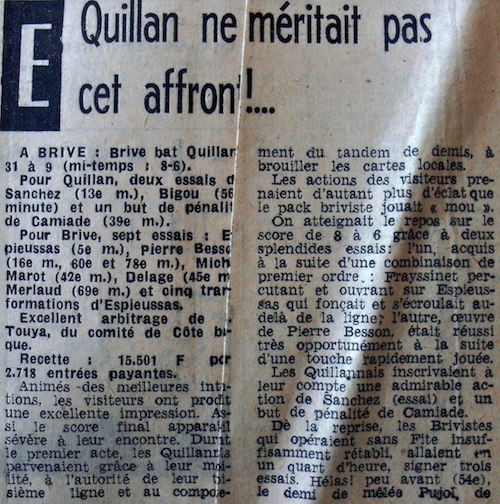 E
Quillan ne méritait pas
cet affront!...
A BRIVE : Brive bat Quillan
31 à 9 (mi-temps : 8-6).
Pour Quillan, deux essais d
Sanchez (13e m.), Bigou (56
minute) et un but de pénali
de Camiade (39e m.).
Pour Brive, sept essais : E
pieussas (5e m.), Pierre Bess
(16e m., 60e et 78e m.), Mich
Marot (42e m.), Delage (45e m
Merlaud (69e m.) et cinq tran
formations d'Espieussas.
Excellent arbitrage de
Touya, du comité de Côte b
que.
Recette : 15.501 F pour
2.718 entrées payantes.
Animés des meilleures inten
tions, les visiteurs ont produit
une excellente impression. Au
si le score final apparaît
sévère à leur encontre. Durant
le premier acte, les Quillanais
parvenaient grâce à leur mo
lité, à l'autorité de leur
sième ligne et au compo
ment du tandem de demis, à
brouiller les cartes locales.
Les actions des visiteurs pre-
naient d'autant plus d'éclat que
le pack briviste jouait « mou ».
On atteignait le repos sur le
score de 8 à 6 grâce à deux
splendides essais: l'un, acquis
à la suite d'une combinaison de
premier ordre : Frayssinet per-
cutant et ouvrant sur Espieus-
sas qui fonçait et s'écroulait au-
delà de la ligne; l'autre, œuvre
de Pierre Besson, était réussi
très opportunément à la suite
d'une touche rapidement jouée.
Les Quillannais inscrivaient à
leur compte une admirable action
de Sanchez (essai) et un
but de pénalité de Camiade.
De la reprise, les Brivistes
qui opéraient sans Fite insuf-
fisamment rétabli, allaient en
un quart d'heure, signer trois
essais. Hélas! peu avant (54e),
le demi de mêlée Pujol, de